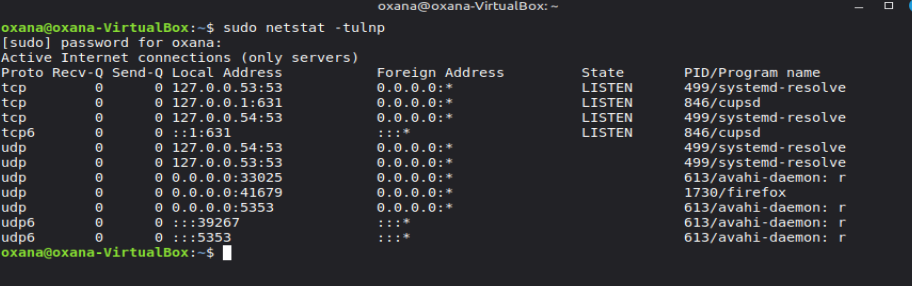 oxana@oxana-VirtualBox: ~
oxana@oxana-VirtualBox:~$ sudo netstat -tulnp
[sudo] password for oxana:
Active Internet connections (only servers)
Proto Recv-Q Send-Q Local Address           Foreign Address         State       PID/Program name
tcp        0      0 127.0.0.53:53           0.0.0.0:*               LISTEN      499/systemd-resolve
tcp        0      0 127.0.0.1:631           0.0.0.0:*               LISTEN      846/cupsd
tcp        0      0 127.0.0.54:53           0.0.0.0:*               LISTEN      499/systemd-resolve
tcp6       0      0 ::1:631                 :::*                    LISTEN      846/cupsd
udp        0      0 127.0.0.54:53           0.0.0.0:*                           499/systemd-resolve
udp        0      0 127.0.0.53:53           0.0.0.0:*                           499/systemd-resolve
udp        0      0 0.0.0.0:33025           0.0.0.0:*                           613/avahi-daemon: r
udp        0      0 0.0.0.0:41679           0.0.0.0:*                           1730/firefox
udp        0      0 0.0.0.0:5353            0.0.0.0:*                           613/avahi-daemon: r
udp6       0      0 :::39267                :::*                                613/avahi-daemon: r
udp6       0      0 :::5353                 :::*                                613/avahi-daemon: r
oxana@oxana-VirtualBox:~$